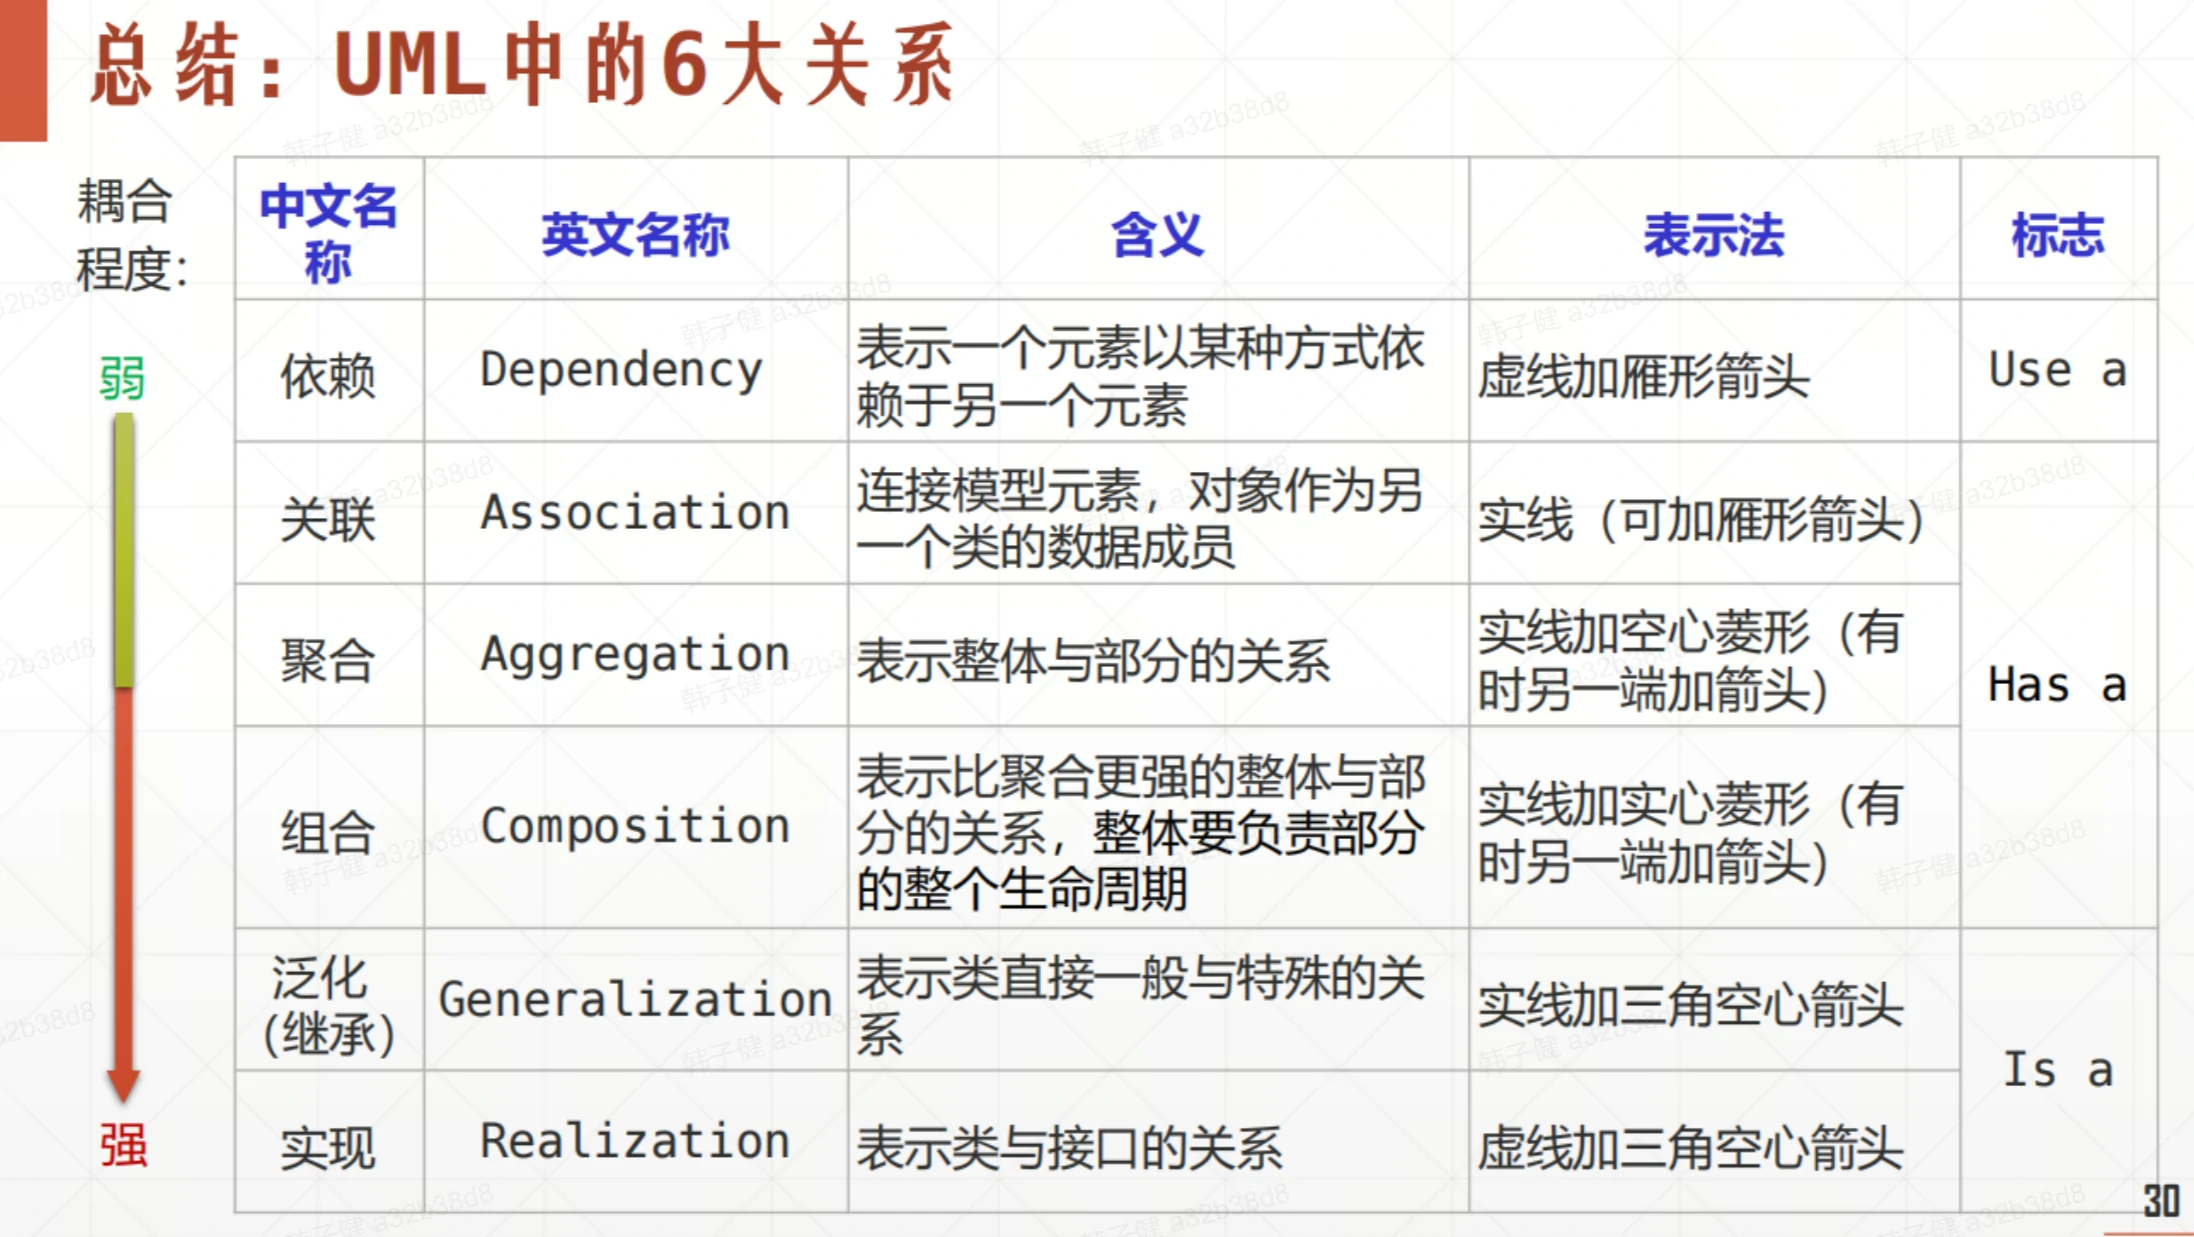 总结：UML中的6大关系
耦合
程度：
弱
强
中文名
称
英文名称
含义
表示法
标志
依赖
Dependency
表示一个元素以某种方式依
赖于另一个元素
虚线加雁形箭头
Use a
关联
Association
连接模型元素，对象作为另
一个类的数据成员
实线（可加雁形箭头）
聚合
Aggregation
表示整体与部分的关系
实线加空心菱形（有
时另一端加箭头）
Has a
组合
Composition
表示比聚合更强的整体与部
分的关系，整体要负责部分
的整个生命周期
实线加实心菱形（有
时另一端加箭头）
泛化
（继承）
Generalization
表示类直接一般与特殊的关
系
实线加三角空心箭头
Is a
实现
Realization
表示类与接口的关系
虚线加三角空心箭头
30
韩子健 a32b38d8